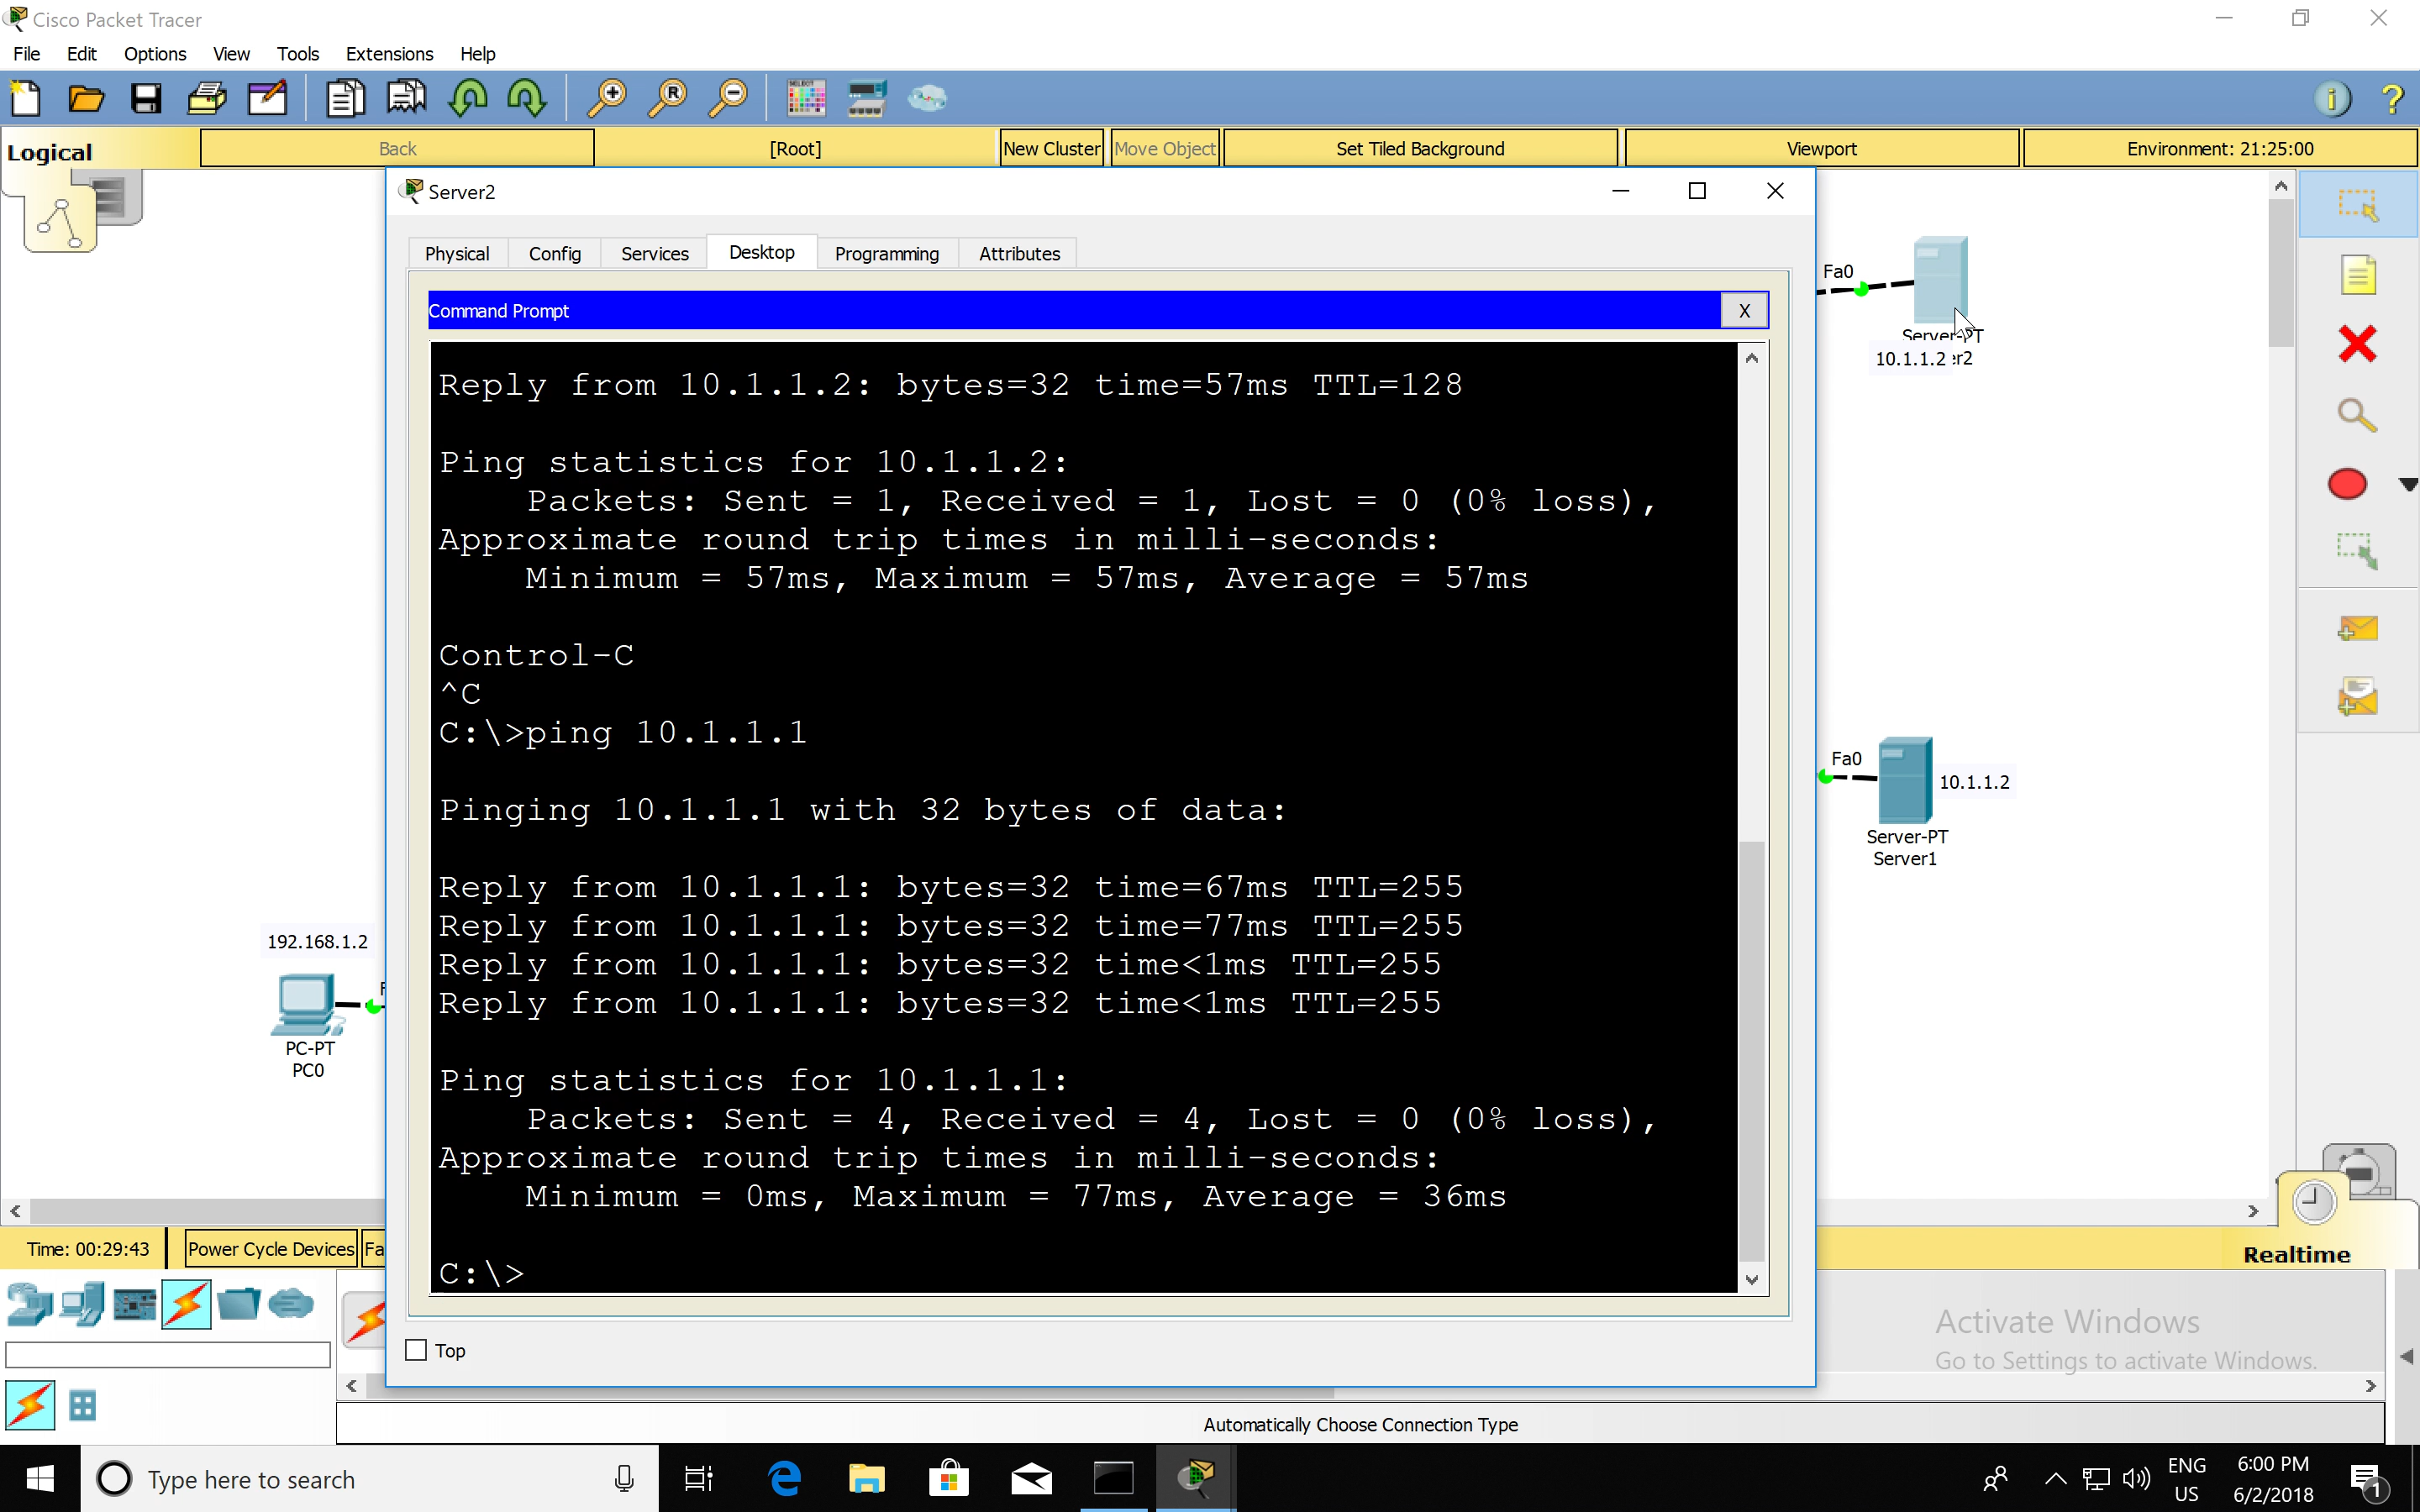 Cisco Packet Tracer
File Edit Options View Tools Extensions Help
SELECT
R
Logical
Back
[Root]
New Cluster
Move Object
Set Tiled Background
Viewport
Environment: 21:25:00
Server2
Physical Config Services Desktop Programming Attributes
Command Prompt
X
Reply from 10.1.1.2: bytes=32 time=57ms TTL=128
Ping statistics for 10.1.1.2:
Packets: Sent = 1, Received = 1, Lost = 0 (0% loss),
Approximate round trip times in milli-seconds:
Minimum = 57ms, Maximum = 57ms, Average = 57ms
Control-C
^C
C:\>ping 10.1.1.1
Pinging 10.1.1.1 with 32 bytes of data:
Reply from 10.1.1.1: bytes=32 time=67ms TTL=255
Reply from 10.1.1.1: bytes=32 time=77ms TTL=255
Reply from 10.1.1.1: bytes=32 time<1ms TTL=255
Reply from 10.1.1.1: bytes=32 time<1ms TTL=255
Ping statistics for 10.1.1.1:
Packets: Sent = 4, Received = 4, Lost = 0 (0% loss),
Approximate round trip times in milli-seconds:
Minimum = 0ms, Maximum = 77ms, Average = 36ms
C:\>
Top
Fa0
Server-PT
10.1.1.2 er2
Fa0
10.1.1.2
Server-PT
Server1
192.168.1.2
F
PC-PT
PC0
Time: 00:29:43
Power Cycle Devices
Fa
Realtime
Activate Windows
Go to Settings to activate Windows.
Automatically Choose Connection Type
Type here to search
ENG
US
6:00 PM
6/2/2018
1